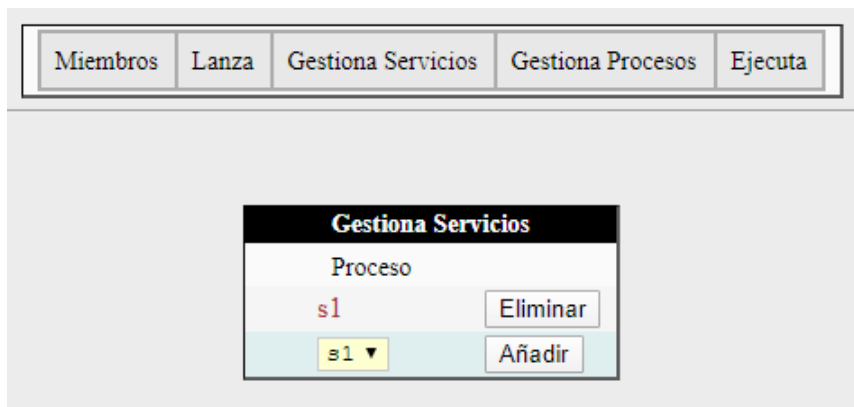 Miembros Lanza Gestiona Servicios Gestiona Procesos Ejecuta
Gestiona Servicios
Proceso
s1 Eliminar
s1 ▼ Añadir